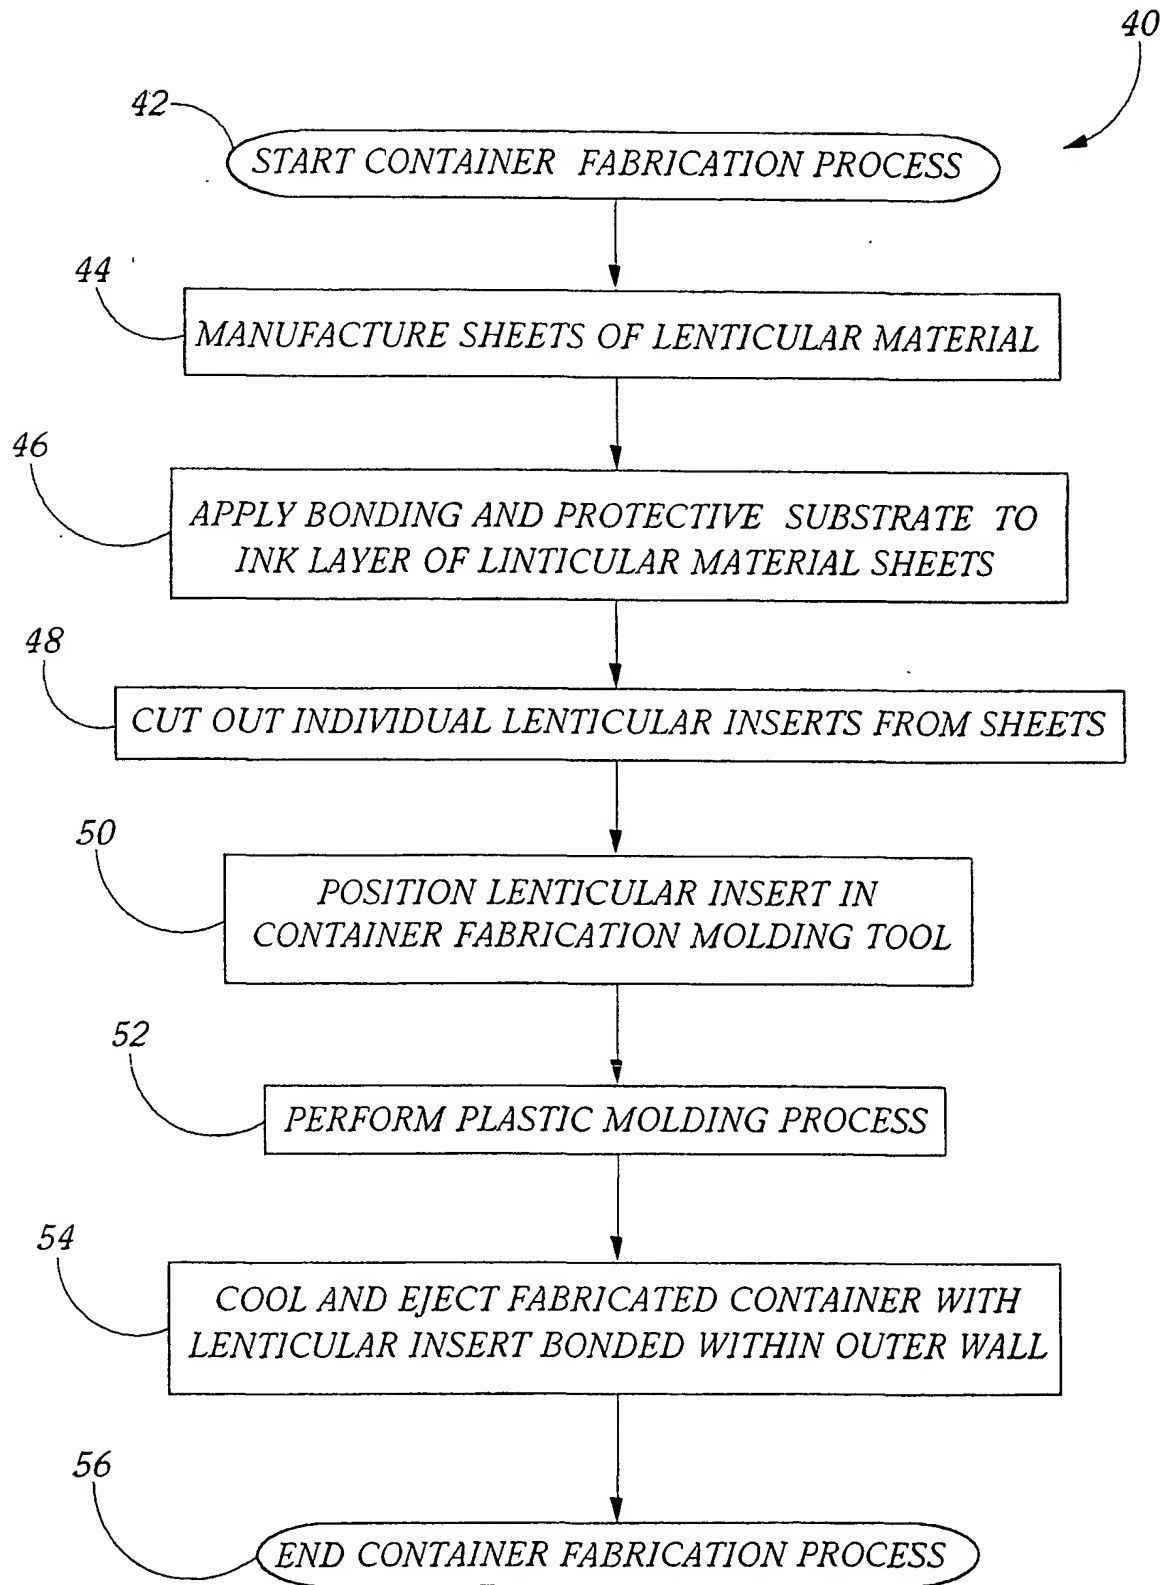 40
42
START CONTAINER FABRICATION PROCESS
44
MANUFACTURE SHEETS OF LENTICULAR MATERIAL
46
APPLY BONDING AND PROTECTIVE SUBSTRATE TO
INK LAYER OF LINTICULAR MATERIAL SHEETS
48
CUT OUT INDIVIDUAL LENTICULAR INSERTS FROM SHEETS
50
POSITION LENTICULAR INSERT IN
CONTAINER FABRICATION MOLDING TOOL
52
PERFORM PLASTIC MOLDING PROCESS
54
COOL AND EJECT FABRICATED CONTAINER WITH
LENTICULAR INSERT BONDED WITHIN OUTER WALL
56
END CONTAINER FABRICATION PROCESS